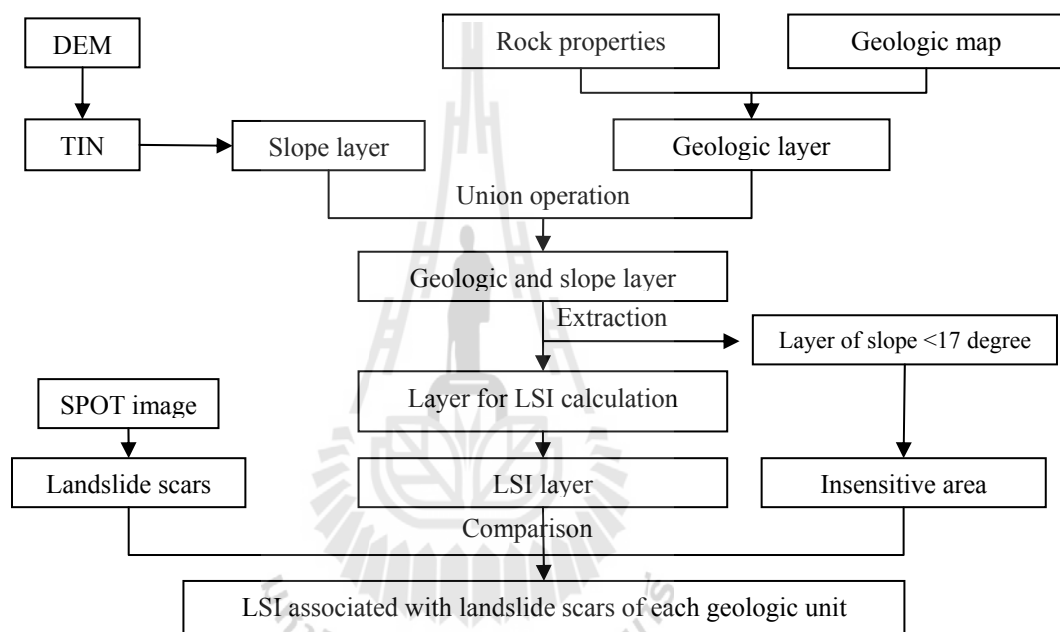 DEM
Rock properties
Geologic map
TIN
Slope layer
Geologic layer
Union operation
Geologic and slope layer
Extraction
Layer of slope <17 degree
Layer for LSI calculation
SPOT image
Landslide scars
LSI layer
Insensitive area
Comparison
LSI associated with landslide scars of each geologic unit